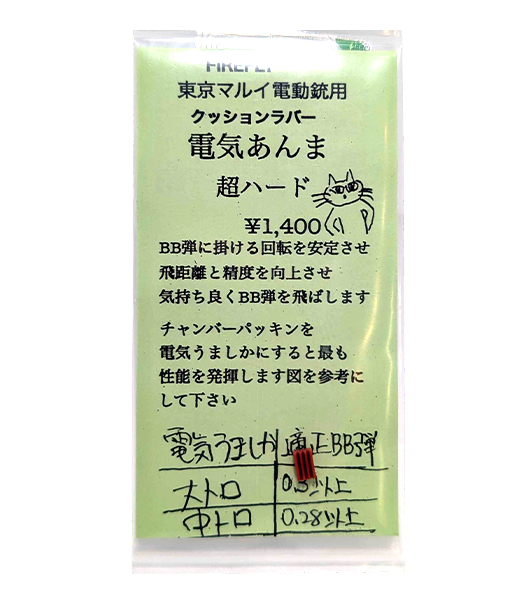 FIREFLY
東京マルイ電動銃用
クッションラバー
電気あんま
超ハード
¥1,400
BB弾に掛ける回転を安定させ
飛距離と精度を向上させ
気持ち良くBB弾を飛ばします
チャンバーパッキンを
電気うましかにすると最も
性能を発揮します図を参考に
して下さい
電気うましか 適正BB弾
大トロ 0.3以上
中トロ 0.28以上